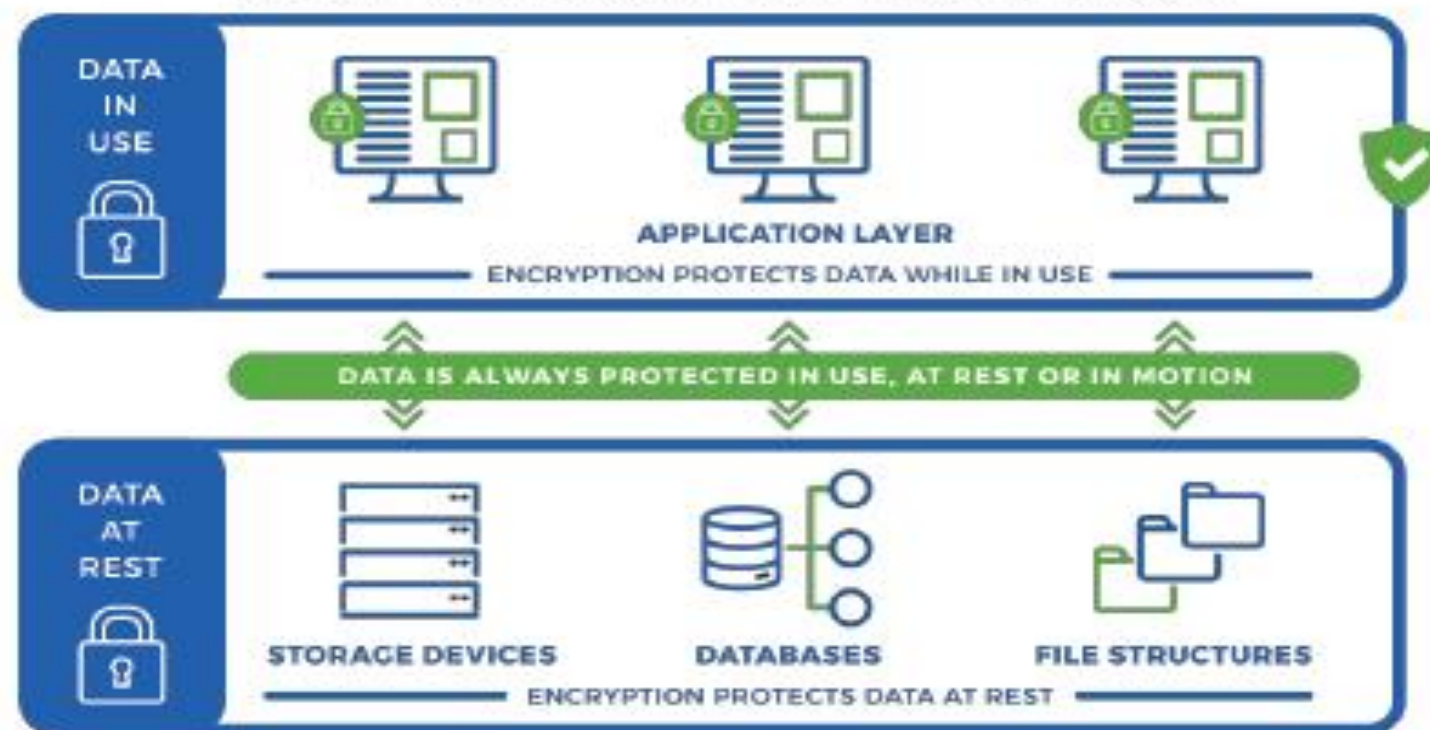 DATA
IN
USE
APPLICATION LAYER
ENCRYPTION PROTECTS DATA WHILE IN USE
DATA IS ALWAYS PROTECTED IN USE, AT REST OR IN MOTION
DATA
AT
REST
STORAGE DEVICES
DATABASES
FILE STRUCTURES
ENCRYPTION PROTECTS DATA AT REST